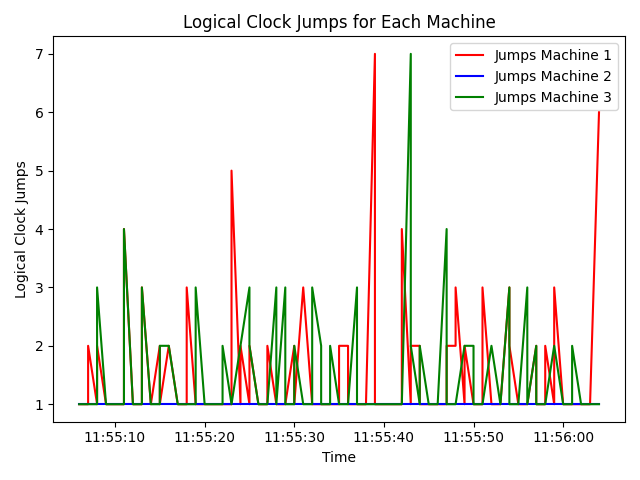 Logical Clock Jumps for Each Machine
Jumps Machine 1
Jumps Machine 2
Jumps Machine 3
Logical Clock Jumps
7
6
5
4
3
2
1
11:55:10 11:55:20 11:55:30 11:55:40 11:55:50 11:56:00
Time